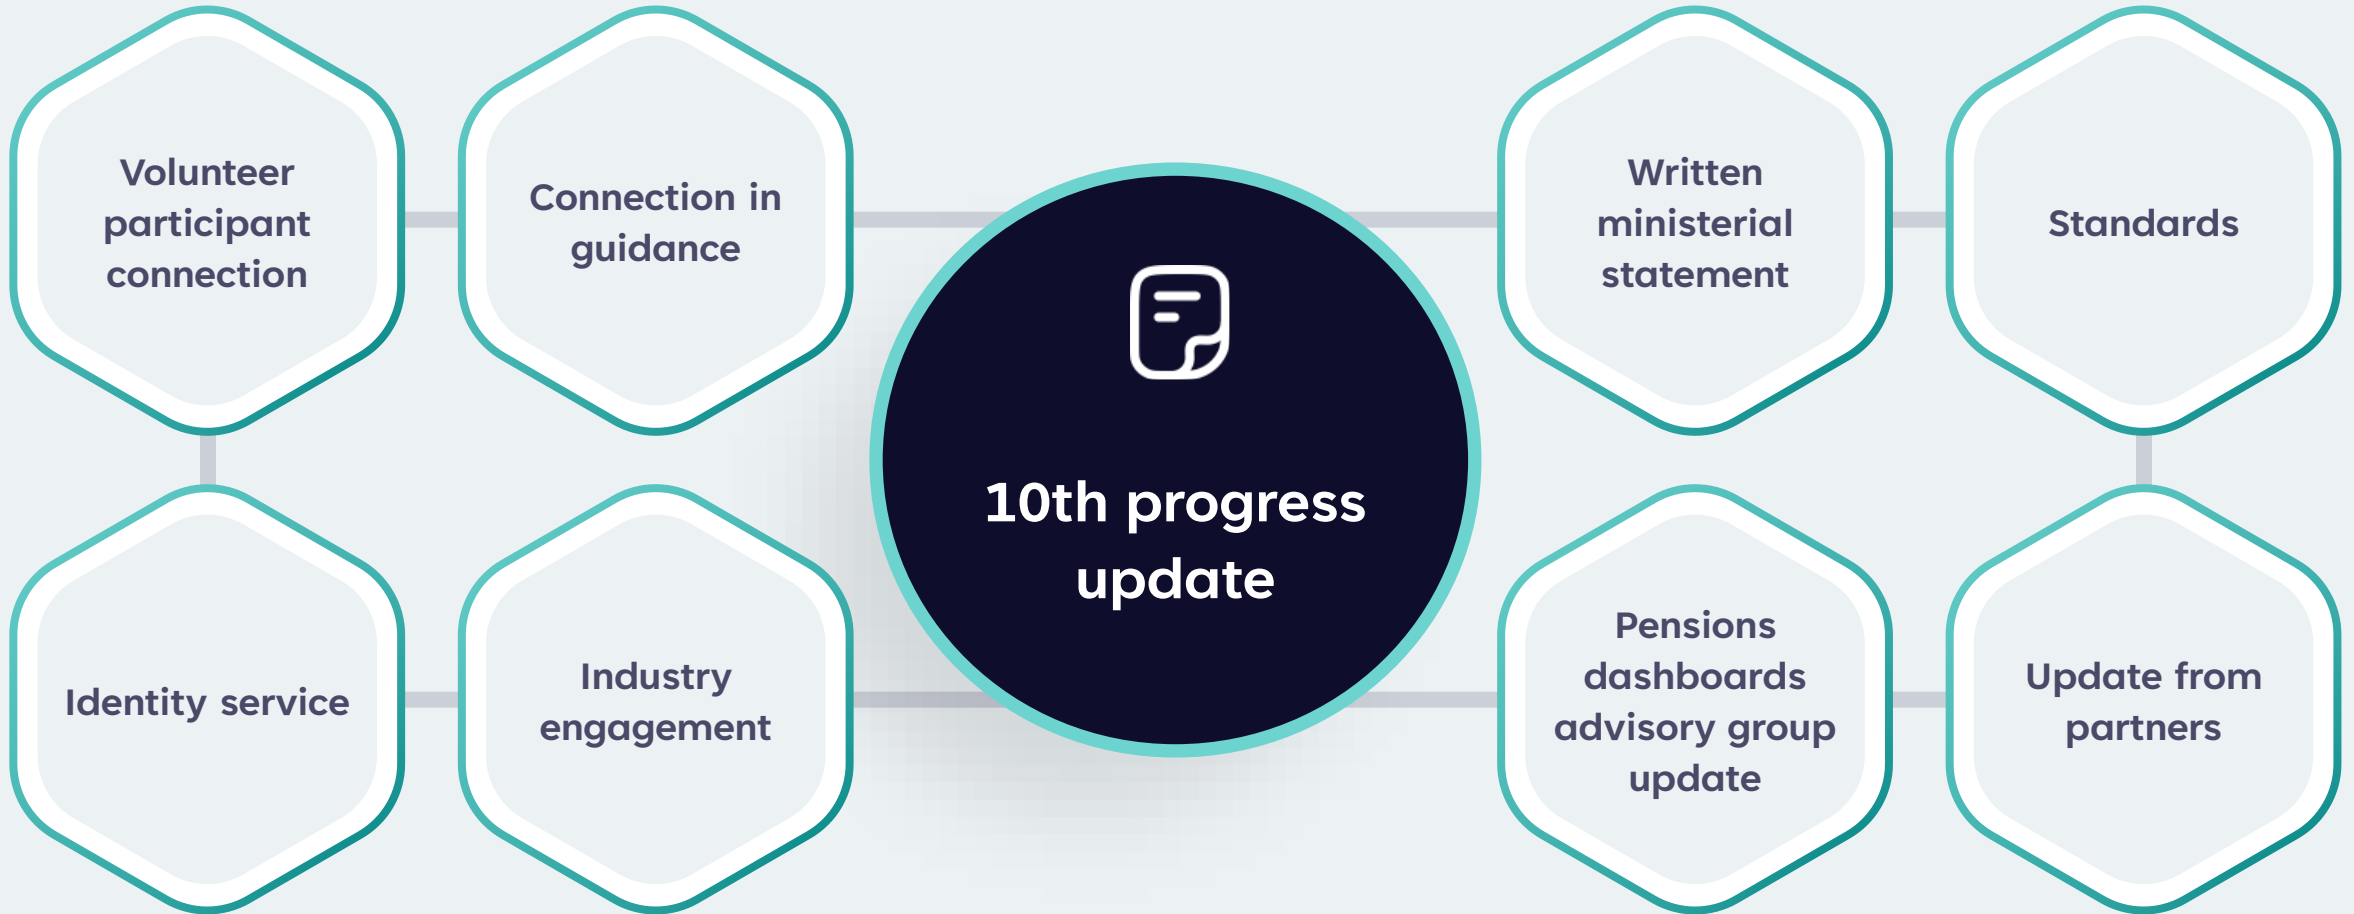 Volunteer
participant
connection
Connection in
guidance
Written
ministerial
statement
Standards
10th progress
update
Identity service
Industry
engagement
Pensions
dashboards
advisory group
update
Update from
partners